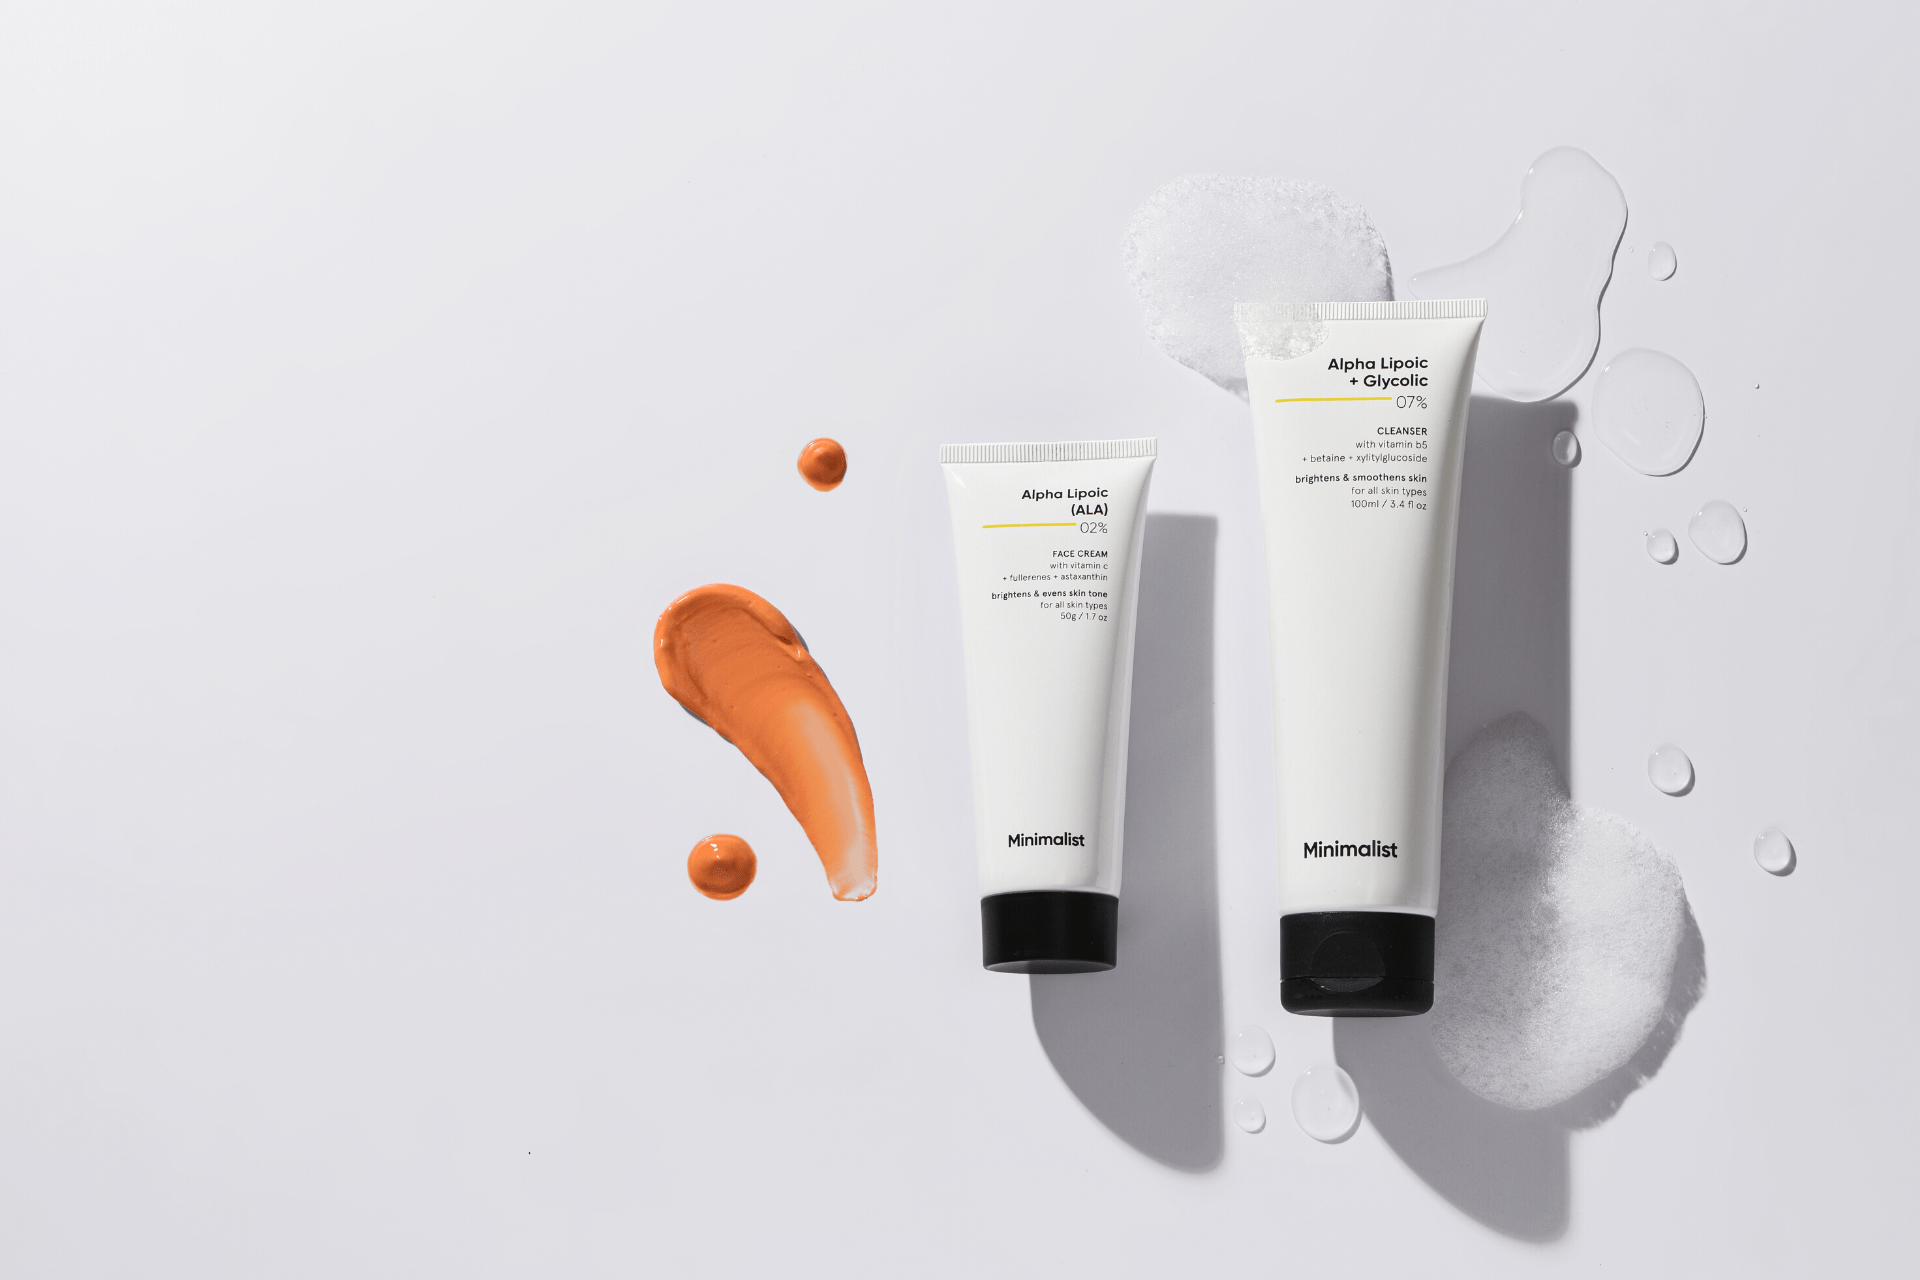 Alpha Lipoic
(ALA)
02%
FACE CREAM
with vitamin c
+ fullerenes + astaxanthin
brightens & evens skin tone
for all skin types
50g / 1.7 oz
Minimalist
Alpha Lipoic
+ Glycolic
07%
CLEANSER
with vitamin b5
+ betaine + xylitylglucoside
brightens & smoothens skin
for all skin types
100ml / 3.4 fl oz
Minimalist